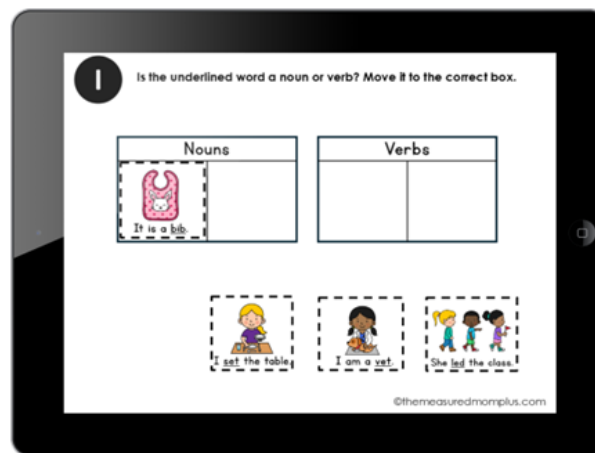 1
Is the underlined word a noun or verb? Move it to the correct box.
Nouns
Verbs
It is a bib.
I set the table.
I am a vet.
She led the class.
©themeasuredmomplus.com